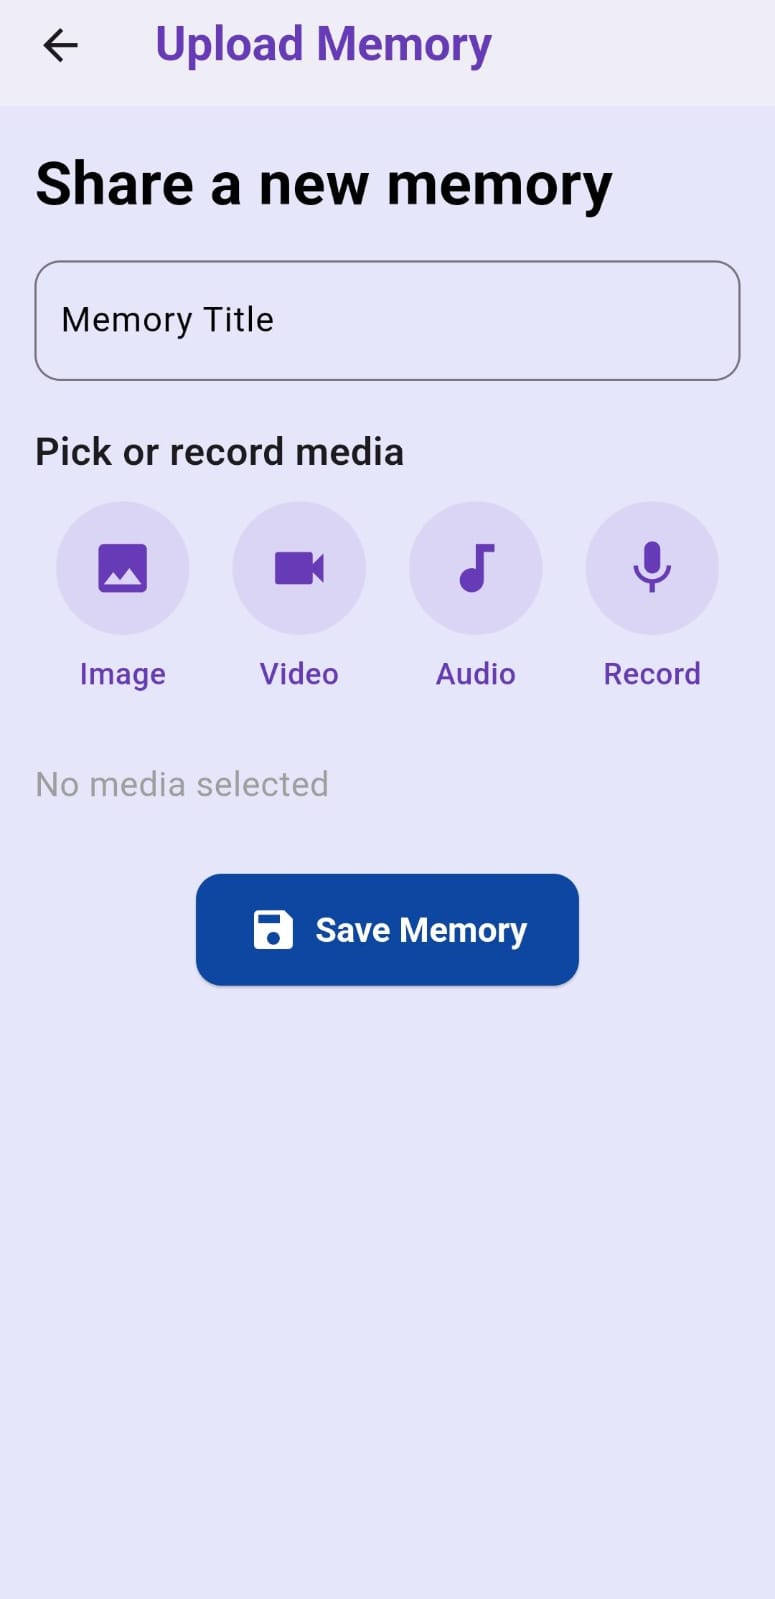 Upload Memory
Share a new memory
Memory Title
Pick or record media
Image Video Audio Record
No media selected
Save Memory